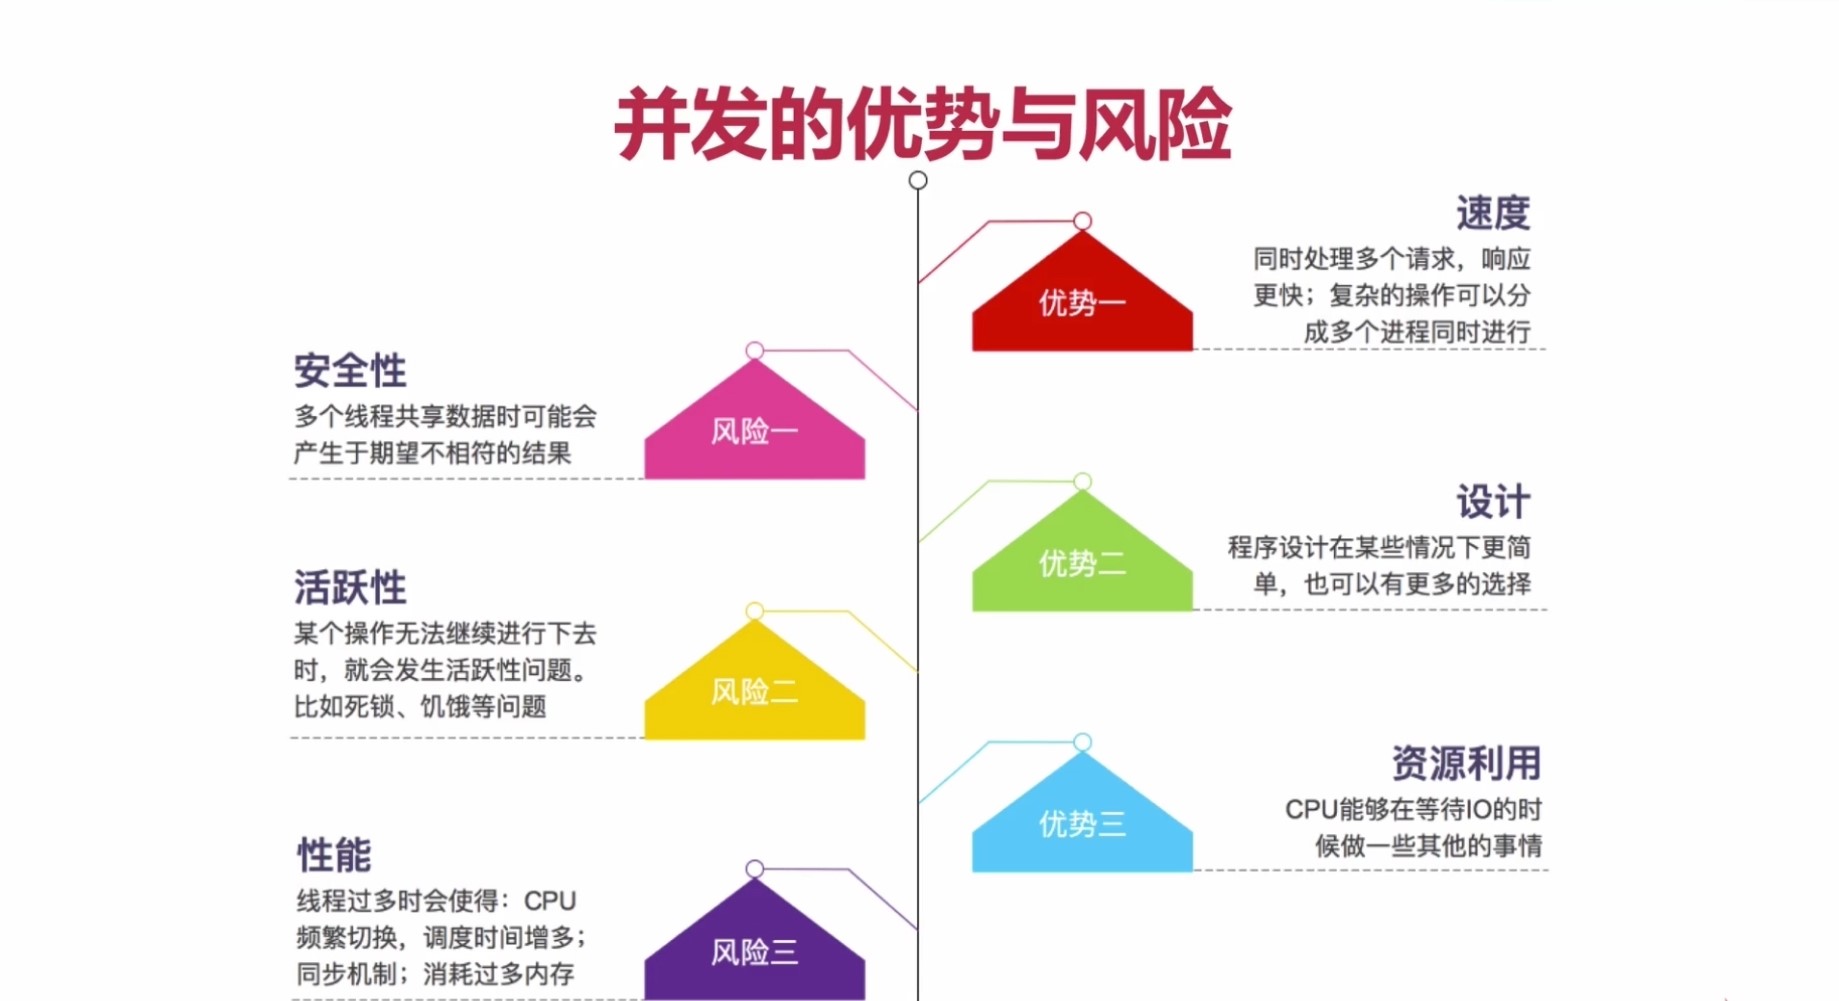 并发的优势与风险
速度
同时处理多个请求，响应
更快；复杂的操作可以分
成多个进程同时进行
优势一
安全性
多个线程共享数据时可能会
产生于期望不相符的结果
风险一
设计
程序设计在某些情况下更简
单，也可以有更多的选择
优势二
活跃性
某个操作无法继续进行下去
时，就会发生活跃性问题。
比如死锁、饥饿等问题
风险二
资源利用
CPU能够在等待IO的时
候做一些其他的事情
优势三
性能
线程过多时会使得：CPU
频繁切换，调度时间增多；
同步机制；消耗过多内存
风险三